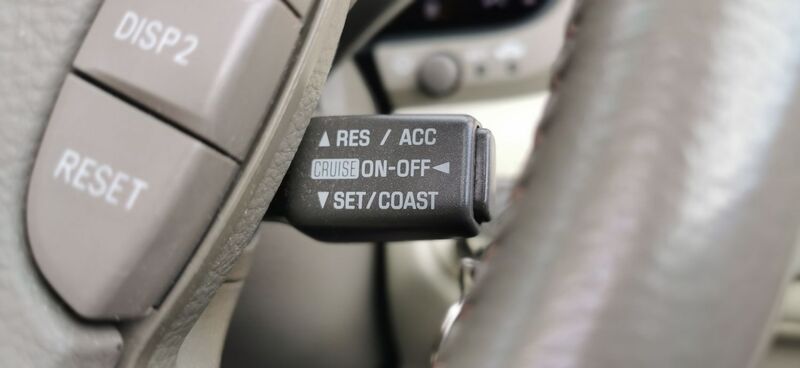 DISP2
RESET
▲ RES / ACC
CRUISE ON-OFF ◄
▼ SET/COAST